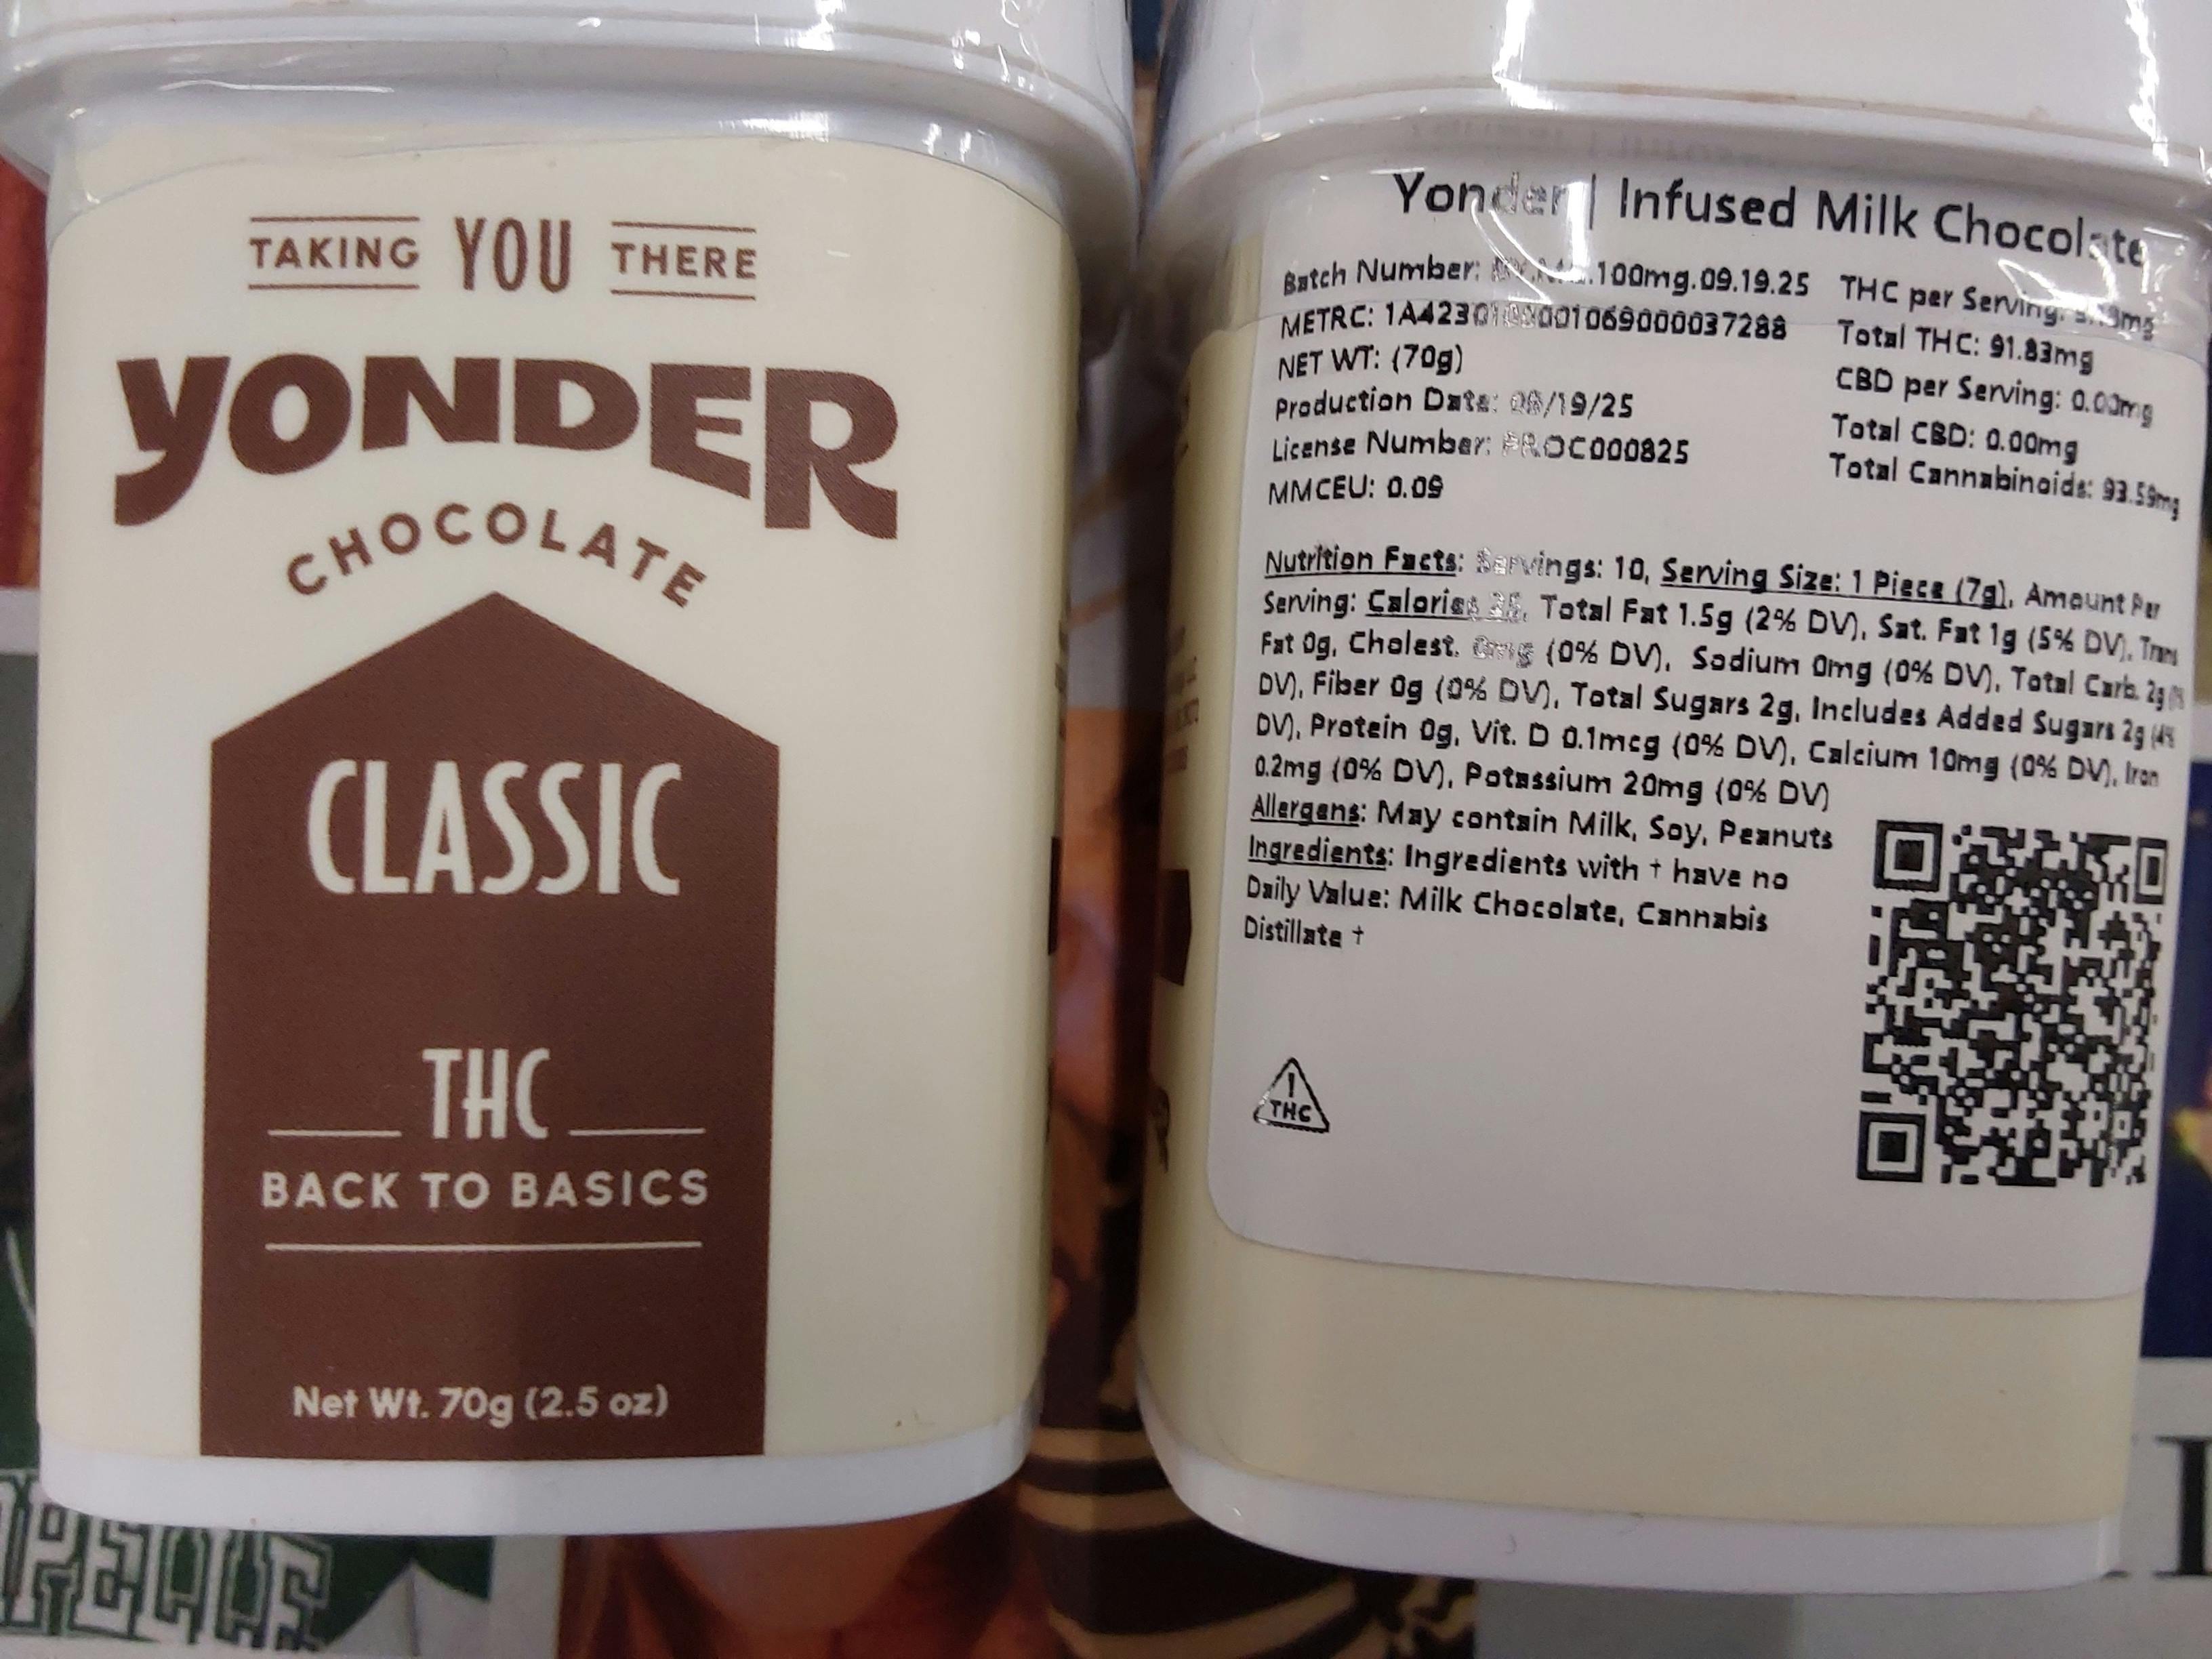 TAKING YOU THERE
YONDER
CHOCOLATE
CLASSIC
THC
BACK TO BASICS
Net Wt. 70g (2.5 oz)
Yonder | Infused Milk Chocolate
Batch Number:
METRC:
NET WT: (70g)
Production Date:
License Number:
MMCEU: 0.09
THC per Serving:
Total THC: 91.83mg
CBD per Serving: 0.00mg
Total CBD: 0.00mg
Total Cannabinoids: 93.59mg
Nutrition Facts: Servings: 10, Serving Size: 1 Piece (7g), Amount Per
Serving: Calories Total Fat 1.5g (2% DV), Sat. Fat 1g (5% DV), Trans
Fat 0g, Cholest. 0mg (0% DV), Sodium 0mg (0% DV), Total Carb. 2g
DV), Fiber 0g (0% DV), Total Sugars 2g, Includes Added Sugars 2g (4%
DV), Protein 0g, Vit. D 0.1mcg (0% DV), Calcium 10mg (0% DV), Iron
0.2mg (0% DV), Potassium 20mg (0% DV)
Allergens: May contain Milk, Soy, Peanuts
Ingredients: Ingredients with † have no
Daily Value: Milk Chocolate, Cannabis
Distillate †
!
THC